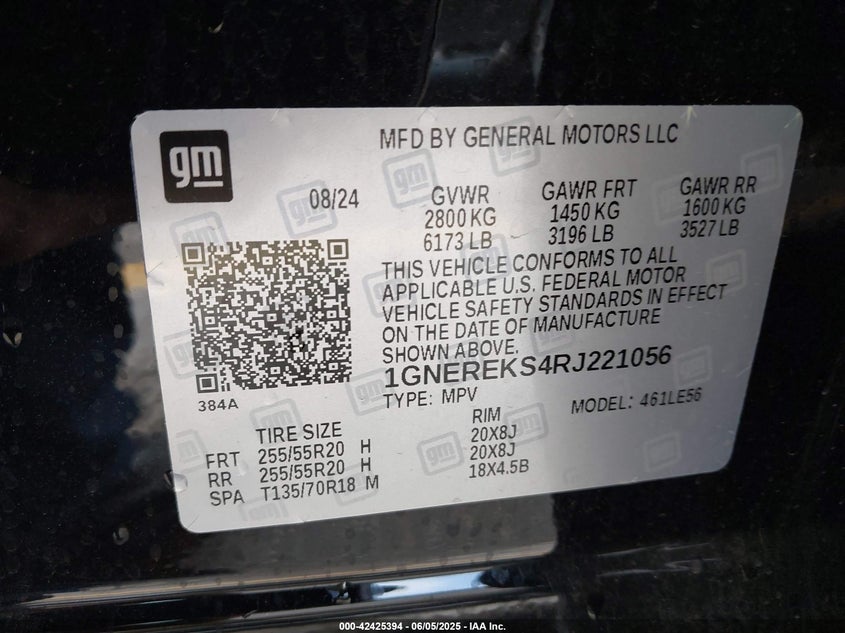 gm
MFD BY GENERAL MOTORS LLC
08/24
GVWR GAWR FRT GAWR RR
2800 KG 1450 KG 1600 KG
6173 LB 3196 LB 3527 LB
THIS VEHICLE CONFORMS TO ALL
APPLICABLE U.S. FEDERAL MOTOR
VEHICLE SAFETY STANDARDS IN EFFECT
ON THE DATE OF MANUFACTURE
SHOWN ABOVE.
1GNEREKS4RJ221056
384A
TYPE: MPV MODEL: 461LE56
TIRE SIZE RIM
FRT 255/55R20 H 20X8J
RR 255/55R20 H 20X8J
SPA T135/70R18 M 18X4.5B
000-42425394 - 06/05/2025 - IAA Inc.